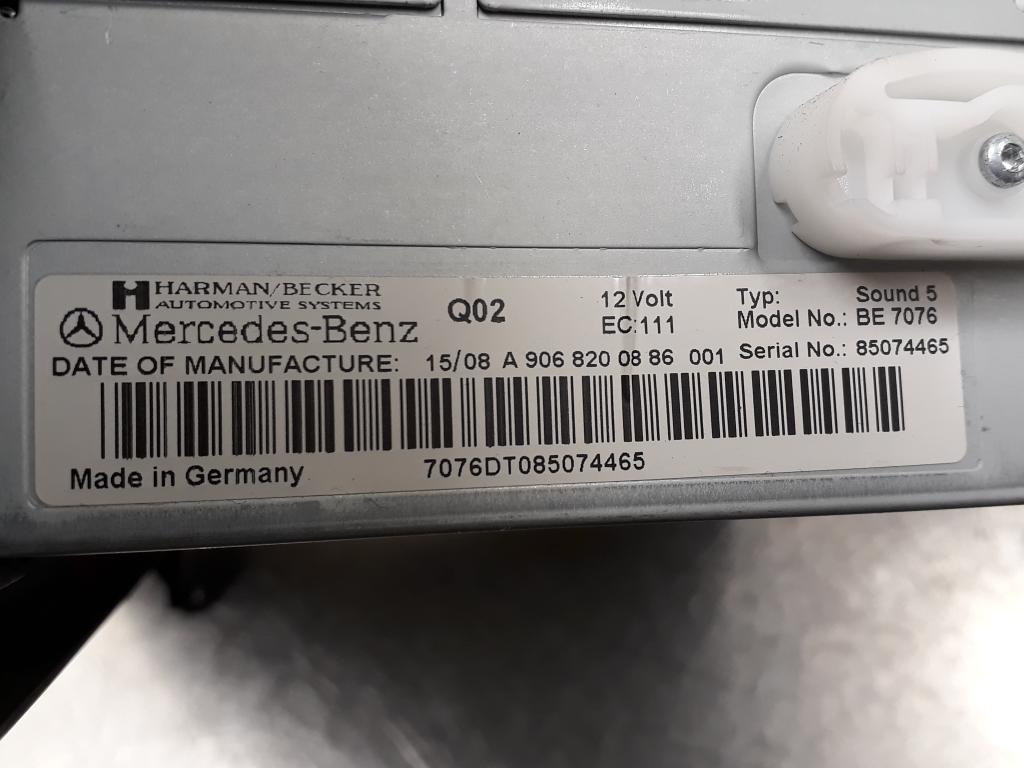 HARMAN/BECKER
AUTOMOTIVE SYSTEMS
Mercedes-Benz
Q02
12 Volt
EC:111
Typ: Sound 5
Model No.: BE 7076
DATE OF MANUFACTURE: 15/08 A 906 820 08 86 001 Serial No.: 85074465
Made in Germany
7076DT085074465